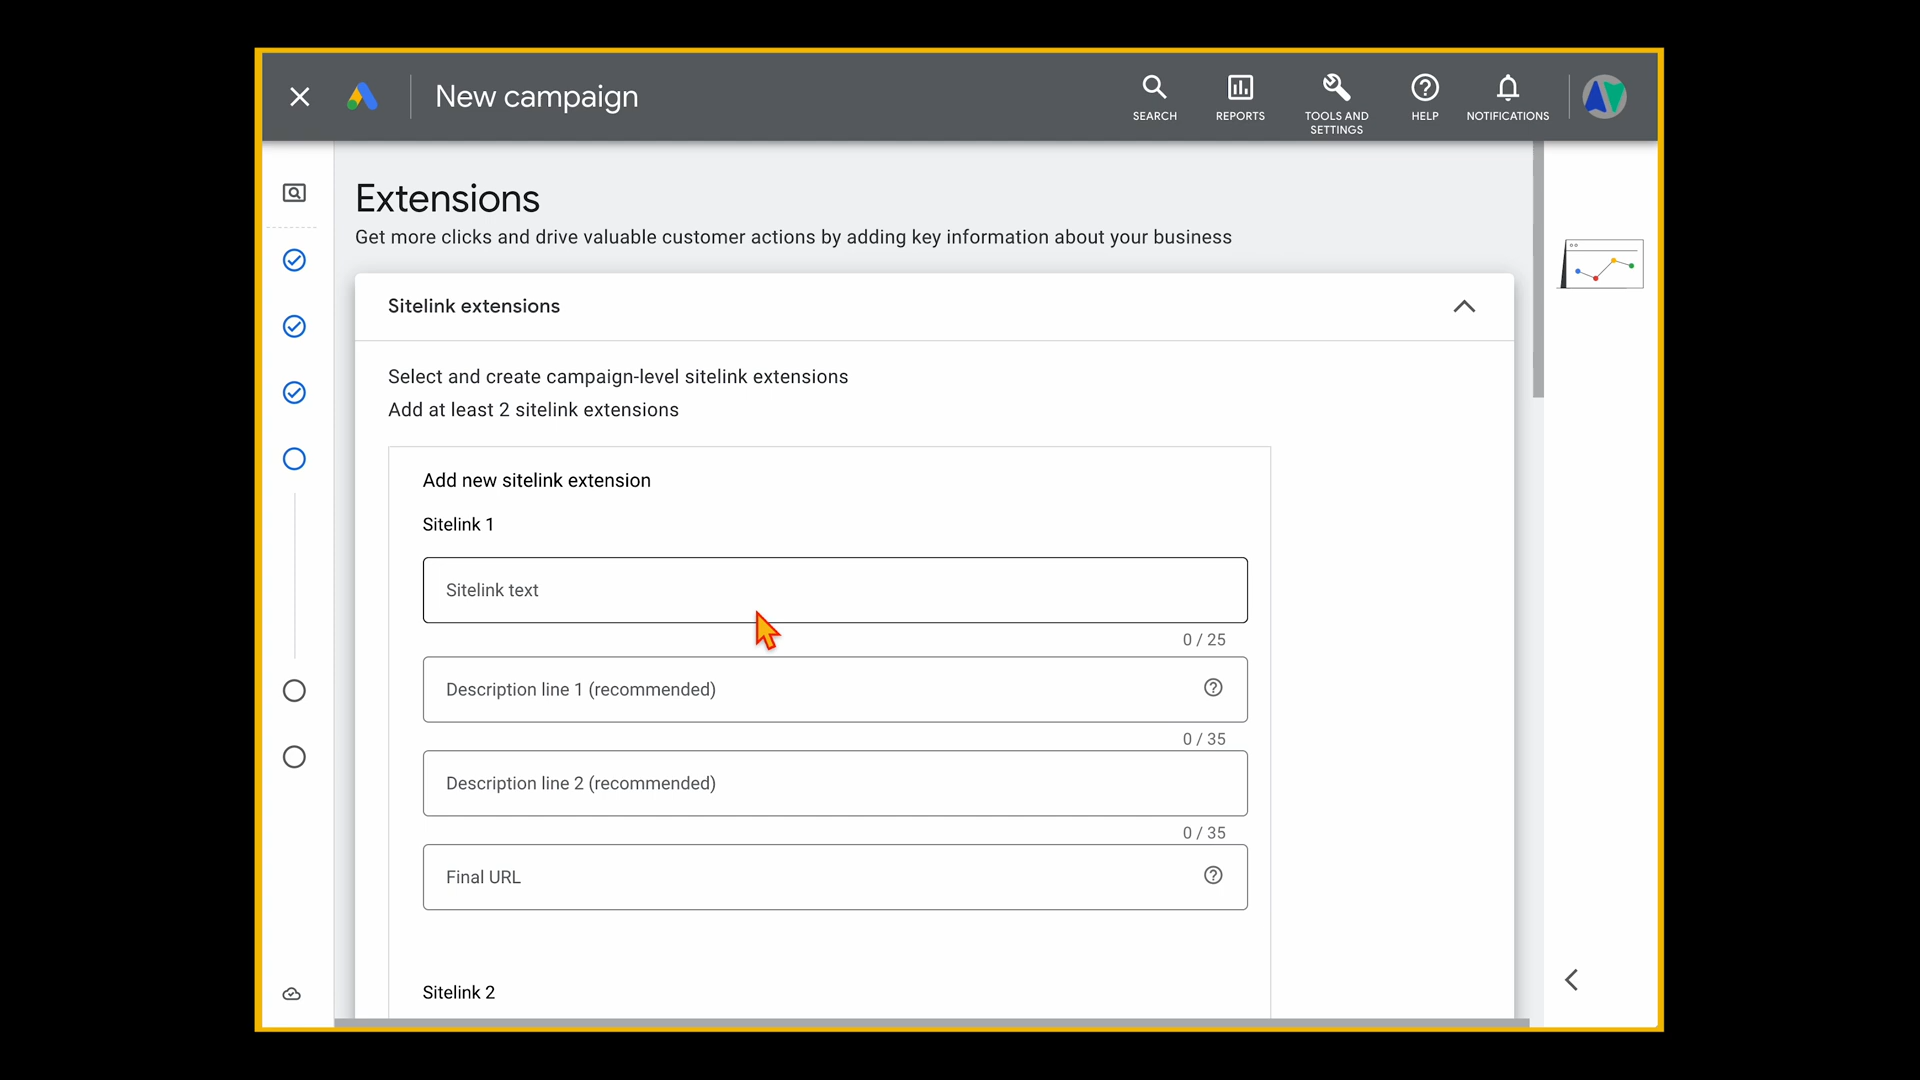 New campaign
SEARCH
REPORTS
TOOLS AND
SETTINGS
HELP
NOTIFICATIONS
Extensions
Get more clicks and drive valuable customer actions by adding key information about your business
Sitelink extensions
Select and create campaign-level sitelink extensions
Add at least 2 sitelink extensions
Add new sitelink extension
Sitelink 1
Sitelink text
0 / 25
Description line 1 (recommended)
0 / 35
Description line 2 (recommended)
0 / 35
Final URL
Sitelink 2